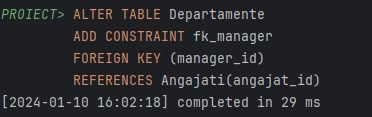 PROIECT> ALTER TABLE Departamente
ADD CONSTRAINT fk_manager
FOREIGN KEY (manager_id)
REFERENCES Angajati(angajat_id)
[2024-01-10 16:02:18] completed in 29 ms